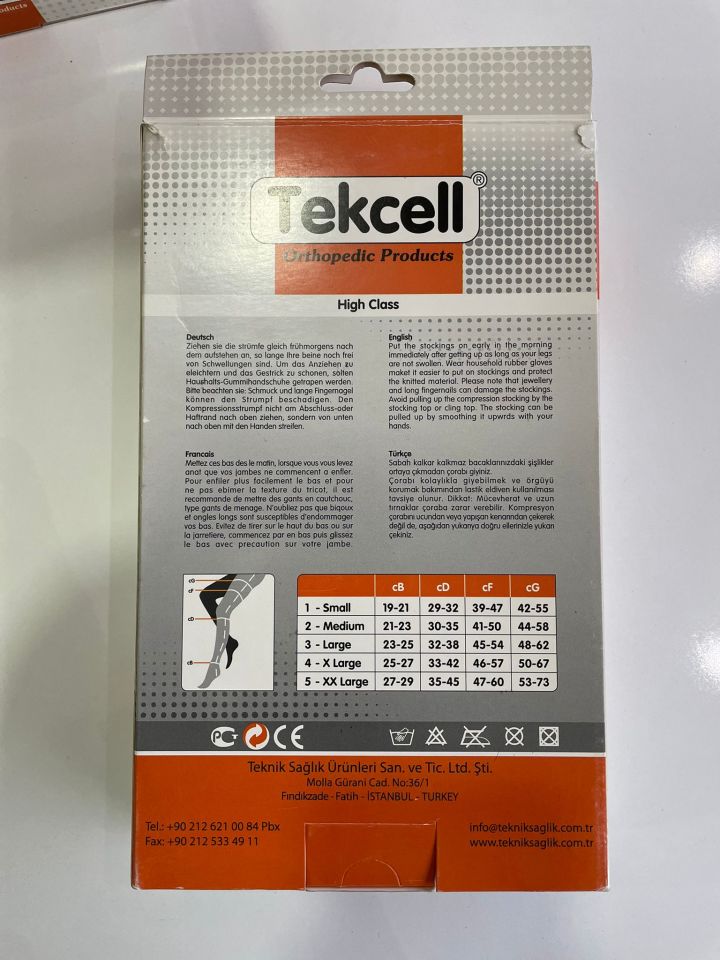 oducts
Tekcell®
Orthopedic Products
High Class
Deutsch
Ziehen sie die strümfe gleich frühmorgens nach
dem aufstehen an, so lange Ihre beine noch frei
von Schwellungen sind. Um das Anziehen zu
eleichtern und das Gestrick zu schonen, sollten
Haushalts-Gummihandschuhe getrapen werden.
Bitte beachten sie: Schmuck und lange Fingernagel
können den Strumpf beschadigen. Den
Kompressionsstrumpf nicht am Abschluss-oder
Haftrand nach oben ziehen, sondern von unten
nach oben mit den Handen streifen.
English
Put the stockings on early in the morning
immediately after getting up as long as your legs
are not swollen. Wear household rubber gloves
maket it easier to put on stockings and protect
the knitted material. Please note that jewellery
and long fingernails can damage the stockings.
Avoid pulling up the compression stocking by the
stocking top or cling top. The stocking can be
pulled up by smoothing it upwrds with your
hands.
Francais
Mettez ces bas des le matin, lorsque vous vous levez
anat que vos jambes ne commencent a enfler.
Pour enfiler plus facilement le bas et pour
ne pas ebimer la texture du tricot, il est
recommande de mettre des gants en cautchouc,
type gants de menage. N'oubliez pas que biqoux
et ongles longs sont susceptibles d'endommager
vos bas. Evitez de tirer sur le haut du bas ou sur
la jarretiere, commencez par en bas puis glissez
le bas avec precaution sur votre jambe.
Türkçe
Sabah kalkar kalkmaz bacaklarınızdaki şişlikler
ortaya çıkmadan çorabı giyiniz.
Çorabı kolaylıkla giyebilmek ve örgüyü
korumak bakımından lastik eldiven kullanılması
tavsiye olunur. Dikkat: Mücevherat ve uzun
tırnaklar çoraba zarar verebilir. Kompresyon
çorabını ucundan veya yapışan kenarından çekerek
değil de, aşağıdan yukarıya doğru ellerinizle yukarı
çekiniz.
cG
cF
cD
cB
cB cD cF cG
1 - Small 19-21 29-32 39-47 42-55
2 - Medium 21-23 30-35 41-50 44-58
3 - Large 23-25 32-38 45-54 48-62
4 - X Large 25-27 33-42 46-57 50-67
5 - XX Large 27-29 35-45 47-60 53-73
CE
Teknik Sağlık Ürünleri San. ve Tic. Ltd. Şti.
Molla Gürani Cad. No:36/1
Fındıkzade - Fatih - İSTANBUL - TURKEY
Tel.: +90 212 621 00 84 Pbx
Fax: +90 212 533 49 11
info@tekniksaglik.com.tr
www.tekniksaglik.com.tr